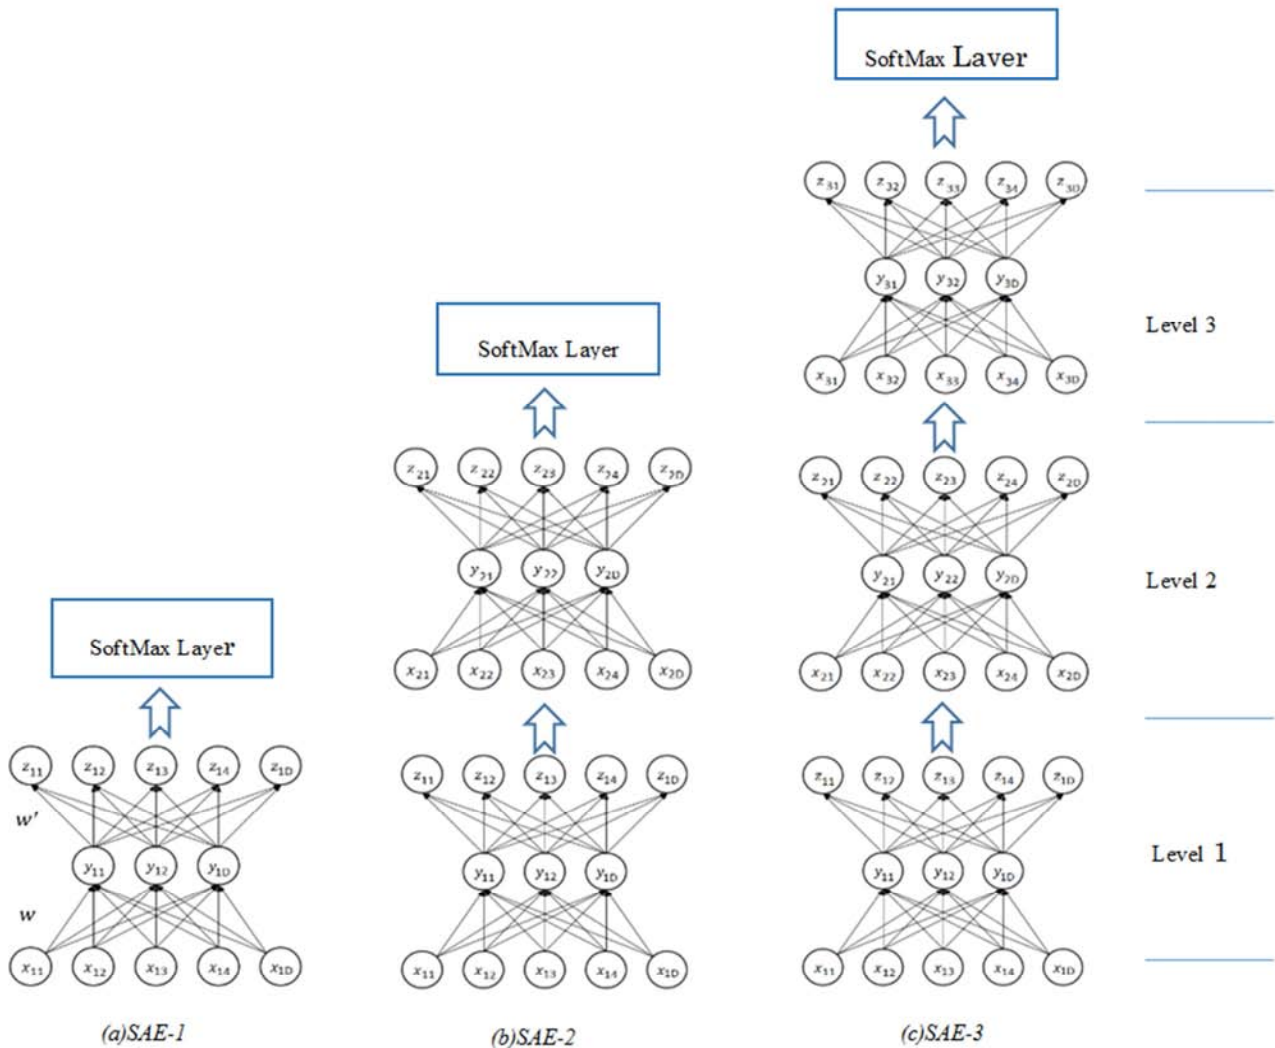 SoftMax Laver
z31 z32 z33 z34 z3D
y31 y32 y3D
Level 3
x31 x32 x33 x34 x3D
SoftMax Layer
z21 z22 z23 z24 z2D
y21 y22 y2D
x21 x22 x23 x24 x2D
z21 z22 z23 z24 z2D
y21 y22 y2D
Level 2
x21 x22 x23 x24 x2D
SoftMax Layer
z11 z12 z13 z14 z1D
w'
y11 y12 y1D
w
x11 x12 x13 x14 x1D
z11 z12 z13 z14 z1D
y11 y12 y1D
x11 x12 x13 x14 x1D
z11 z12 z13 z14 z1D
y11 y12 y1D
Level 1
x11 x12 x13 x14 x1D
(a)SAE-1
(b)SAE-2
(c)SAE-3